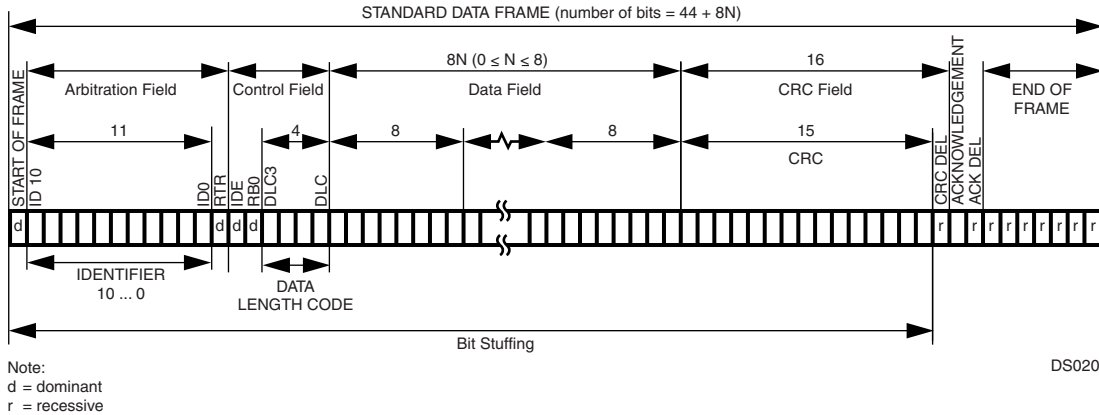 STANDARD DATA FRAME (number of bits = 44 + 8N)
8N (0 ≤ N ≤ 8)
16
Arbitration Field
Control Field
Data Field
CRC Field
END OF
FRAME
11
4
8
8
15
CRC
START OF FRAME
ID 10
ID0
RTR
IDE
RB0
DLC3
DLC
CRC DEL
ACKNOWLEDGEMENT
ACK DEL
d d d d r r r r r r r r r
IDENTIFIER
10 ... 0
DATA
LENGTH CODE
Bit Stuffing
Note:
d = dominant
r = recessive
DS020